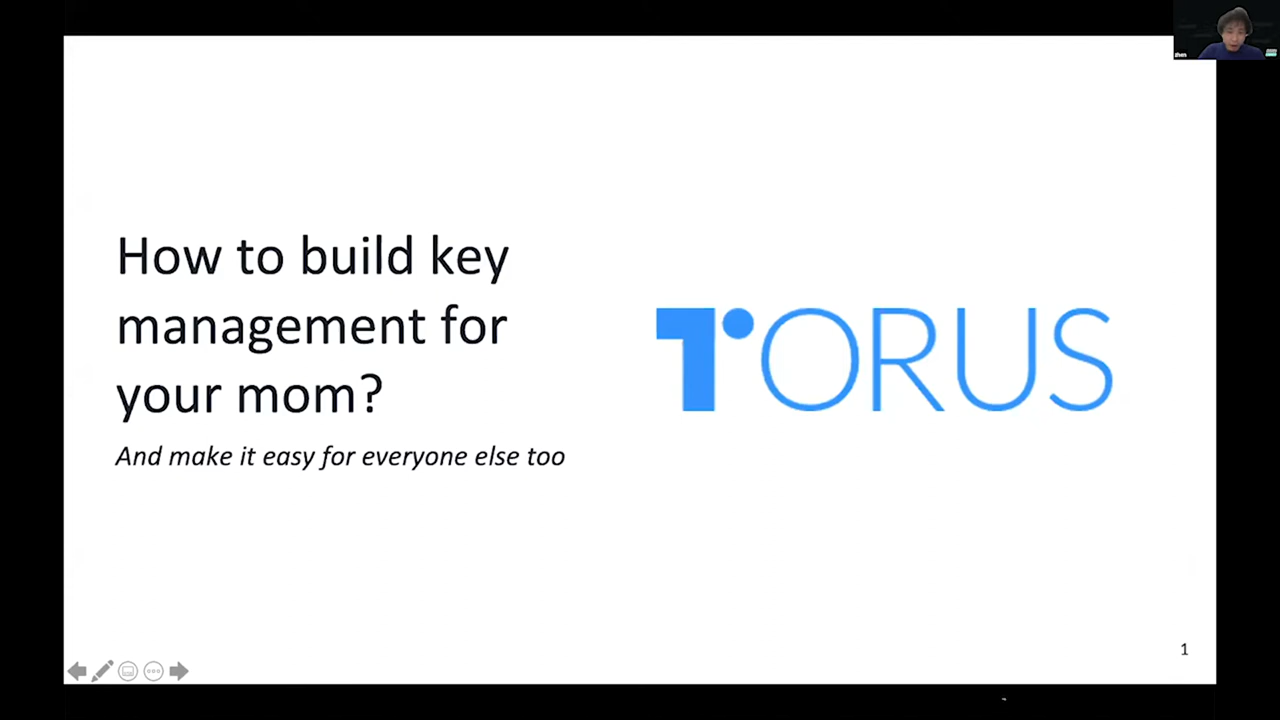 How to build key
management for
your mom?
And make it easy for everyone else too
TORUS
1